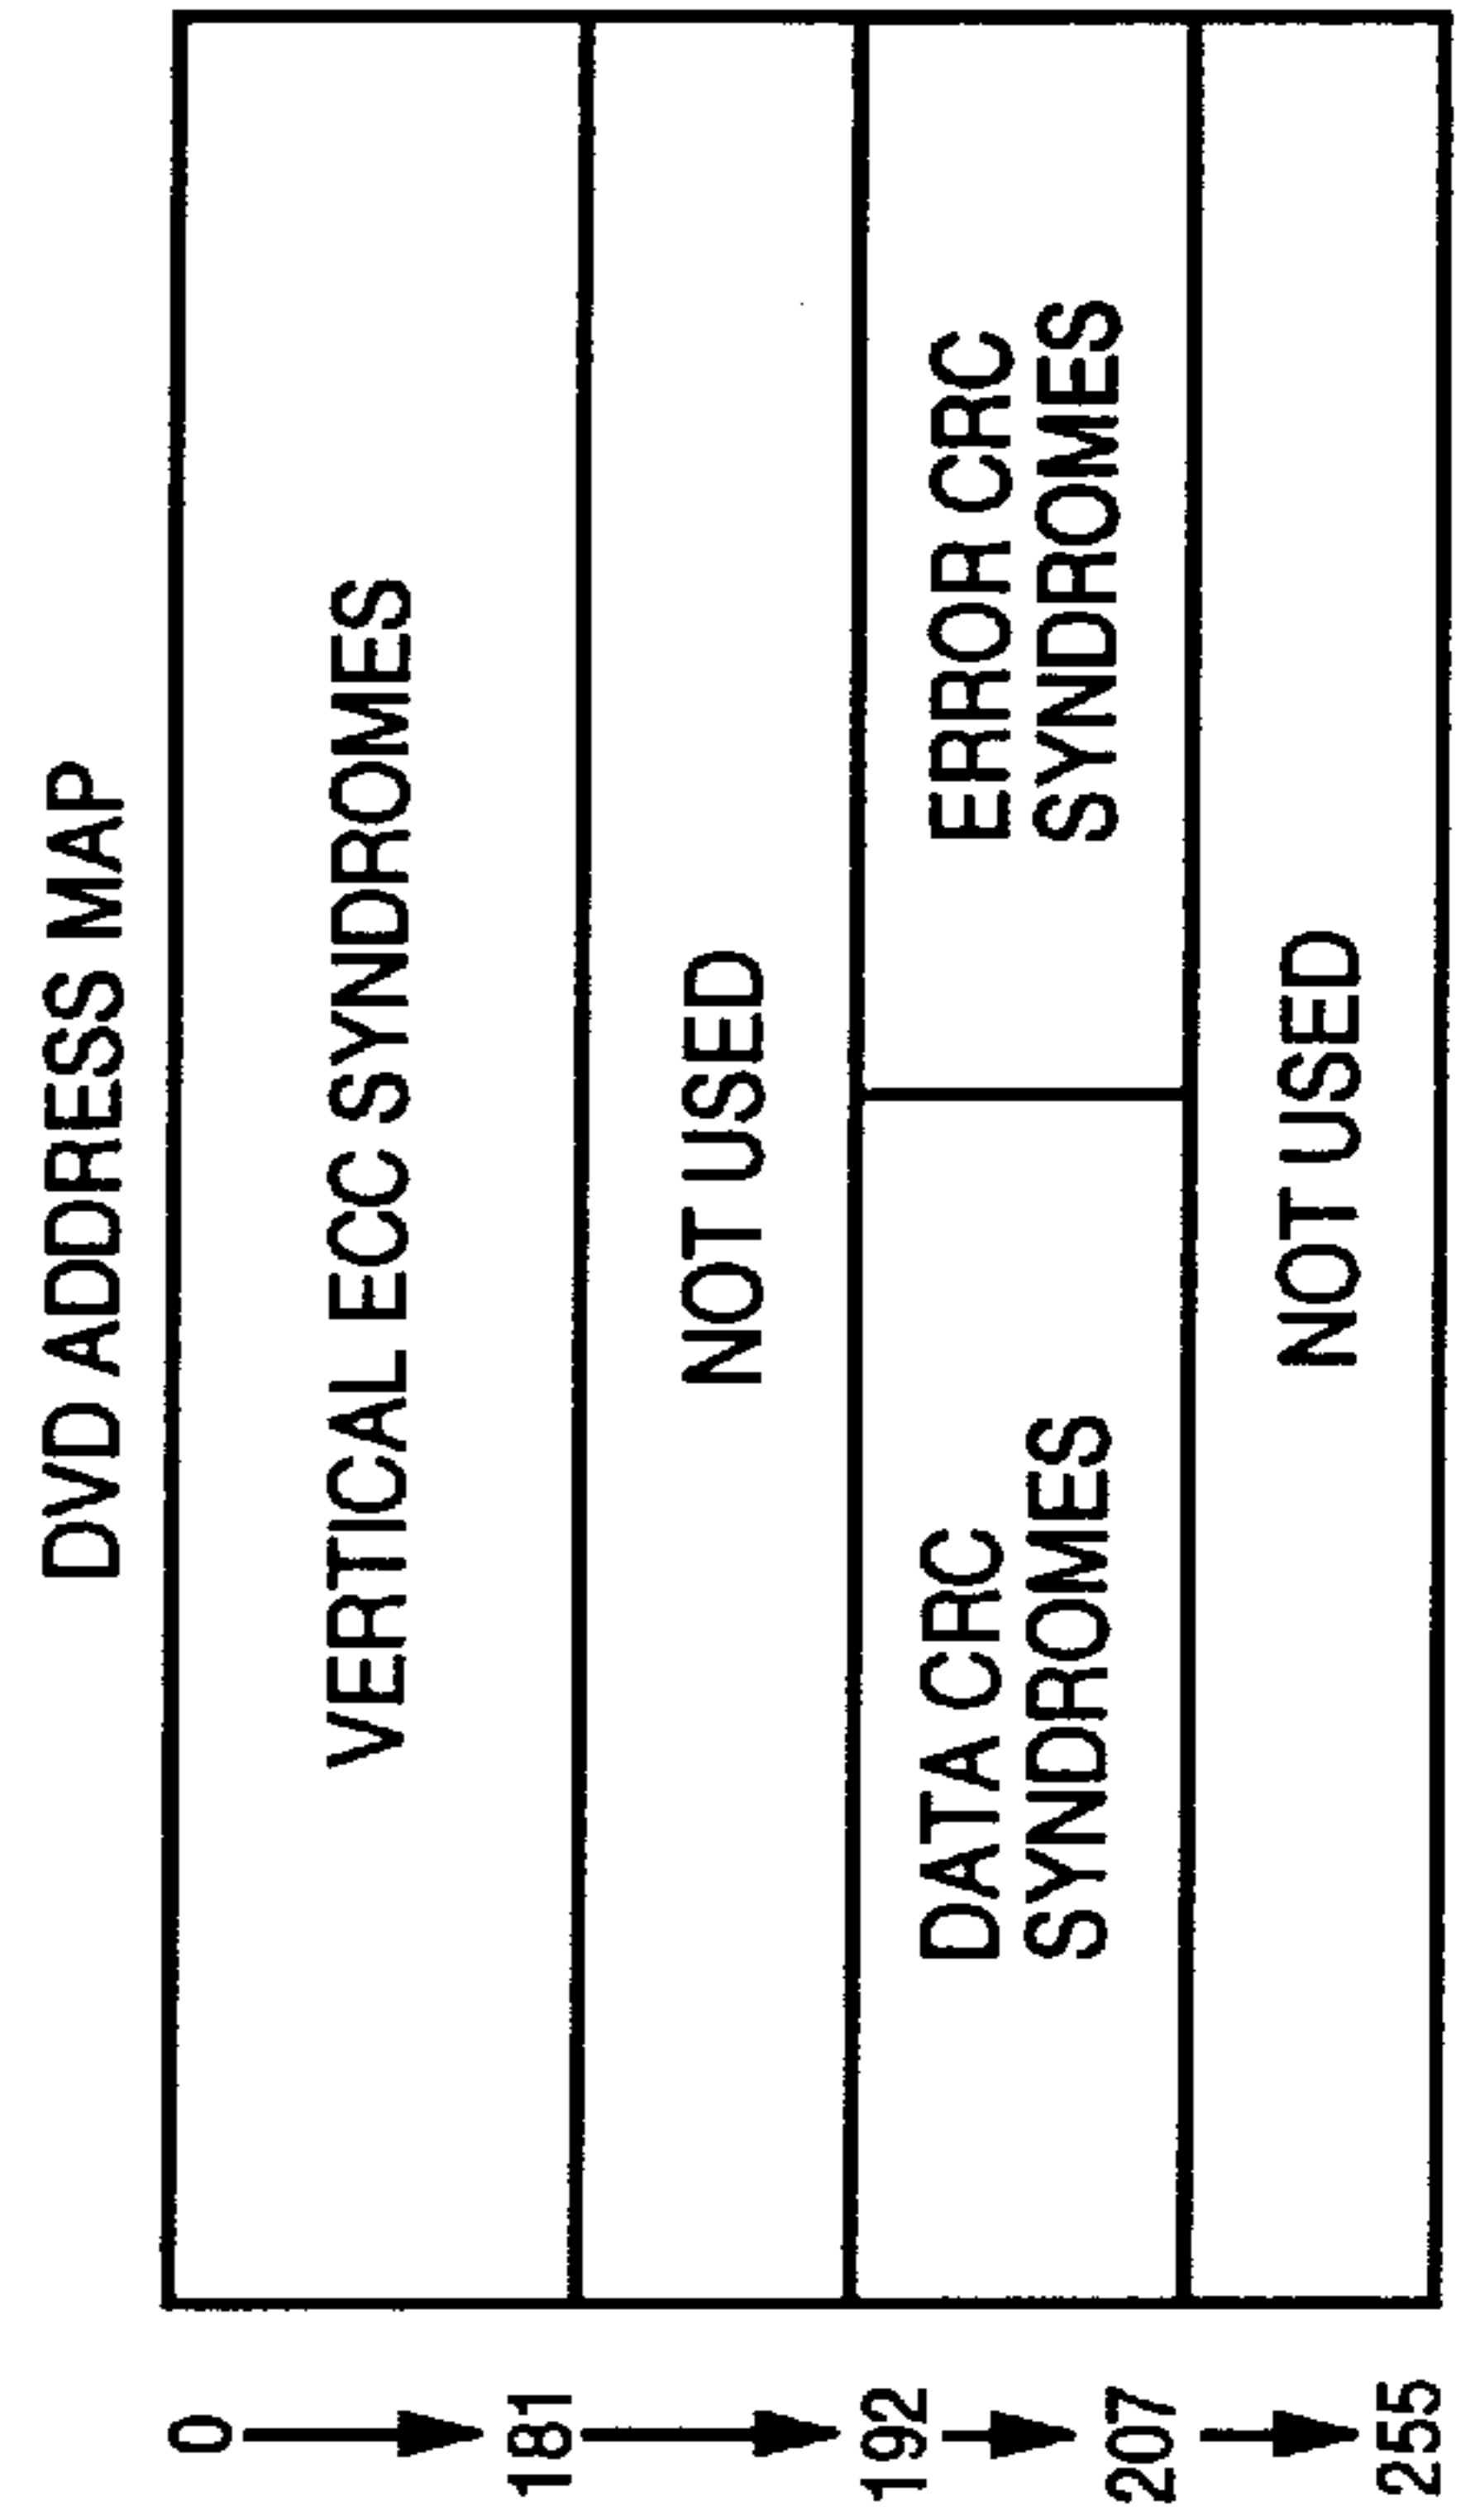 DVD ADDRESS MAP
0
VERTICAL ECC SYNDROMES
181
NOT USED
192
DATA CRC
SYNDROMES
ERROR CRC
SYNDROMES
207
NOT USED
255